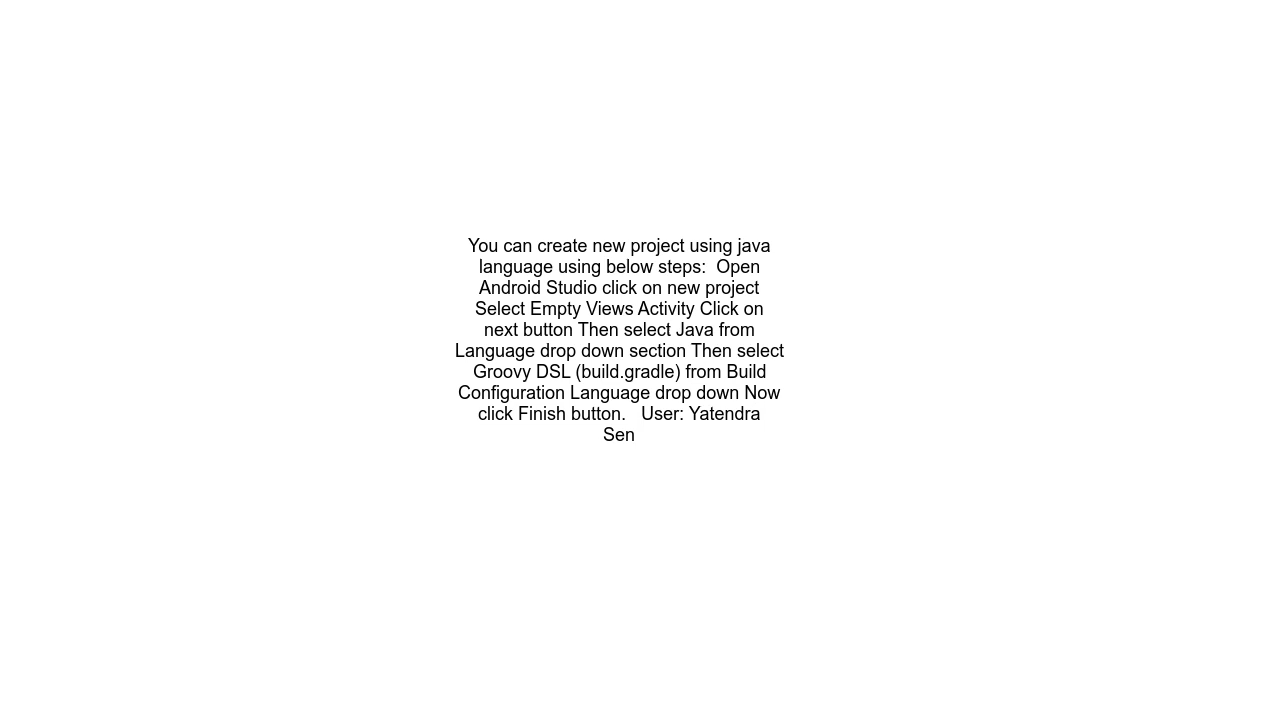 You can create new project using java
language using below steps:  Open
Android Studio click on new project
Select Empty Views Activity Click on
next button Then select Java from
Language drop down section Then select
Groovy DSL (build.gradle) from Build
Configuration Language drop down Now
click Finish button.   User: Yatendra
Sen